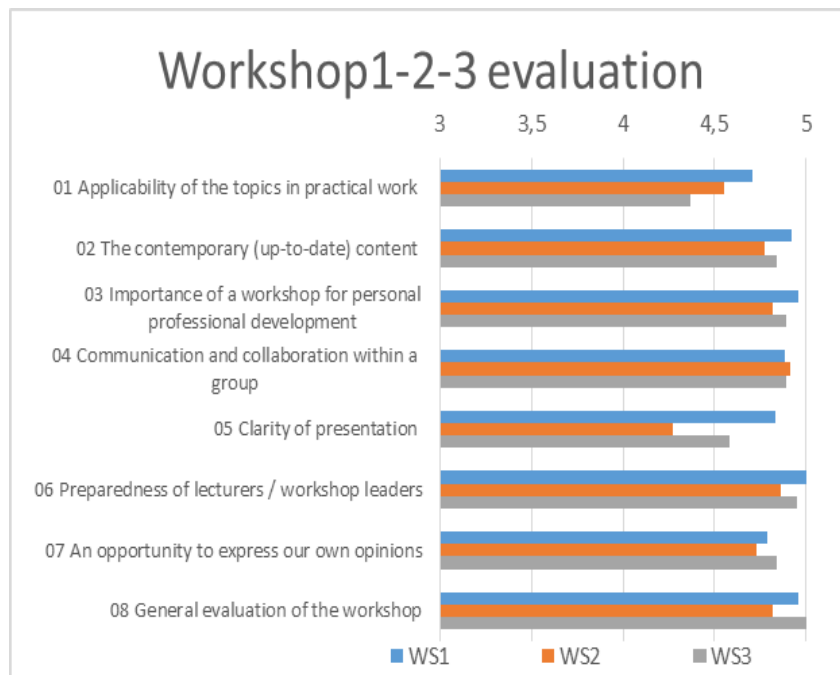 Workshop1-2-3 evaluation
3 3,5 4 4,5 5
01 Applicability of the topics in practical work
02 The contemporary (up-to-date) content
03 Importance of a workshop for personal
professional development
04 Communication and collaboration within a
group
05 Clarity of presentation
06 Preparedness of lecturers / workshop leaders
07 An opportunity to express our own opinions
08 General evaluation of the workshop
WS1 WS2 WS3